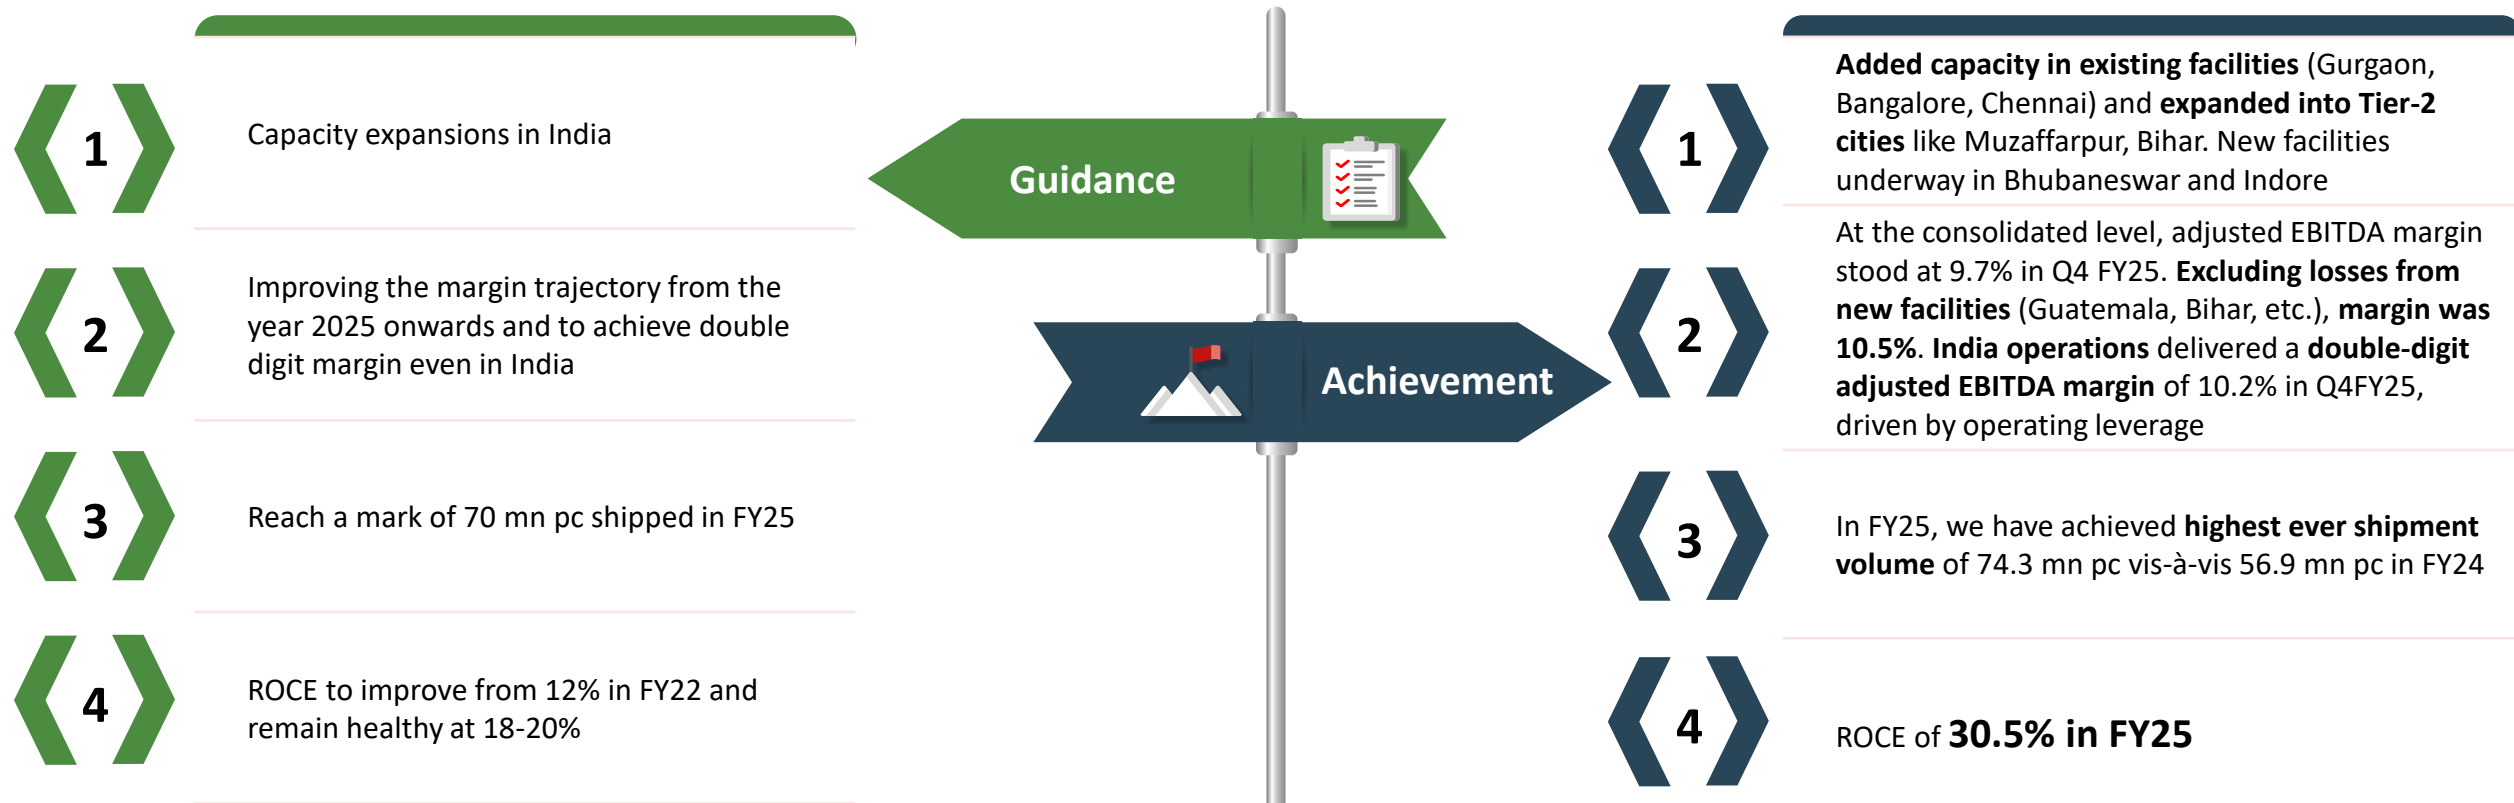 Guidance
1
Capacity expansions in India
2
Improving the margin trajectory from the
year 2025 onwards and to achieve double
digit margin even in India
3
Reach a mark of 70 mn pc shipped in FY25
4
ROCE to improve from 12% in FY22 and
remain healthy at 18-20%
Achievement
1
Added capacity in existing facilities (Gurgaon,
Bangalore, Chennai) and expanded into Tier-2
cities like Muzaffarpur, Bihar. New facilities
underway in Bhubaneswar and Indore
2
At the consolidated level, adjusted EBITDA margin
stood at 9.7% in Q4 FY25. Excluding losses from
new facilities (Guatemala, Bihar, etc.), margin was
10.5%. India operations delivered a double-digit
adjusted EBITDA margin of 10.2% in Q4FY25,
driven by operating leverage
3
In FY25, we have achieved highest ever shipment
volume of 74.3 mn pc vis-à-vis 56.9 mn pc in FY24
4
ROCE of 30.5% in FY25